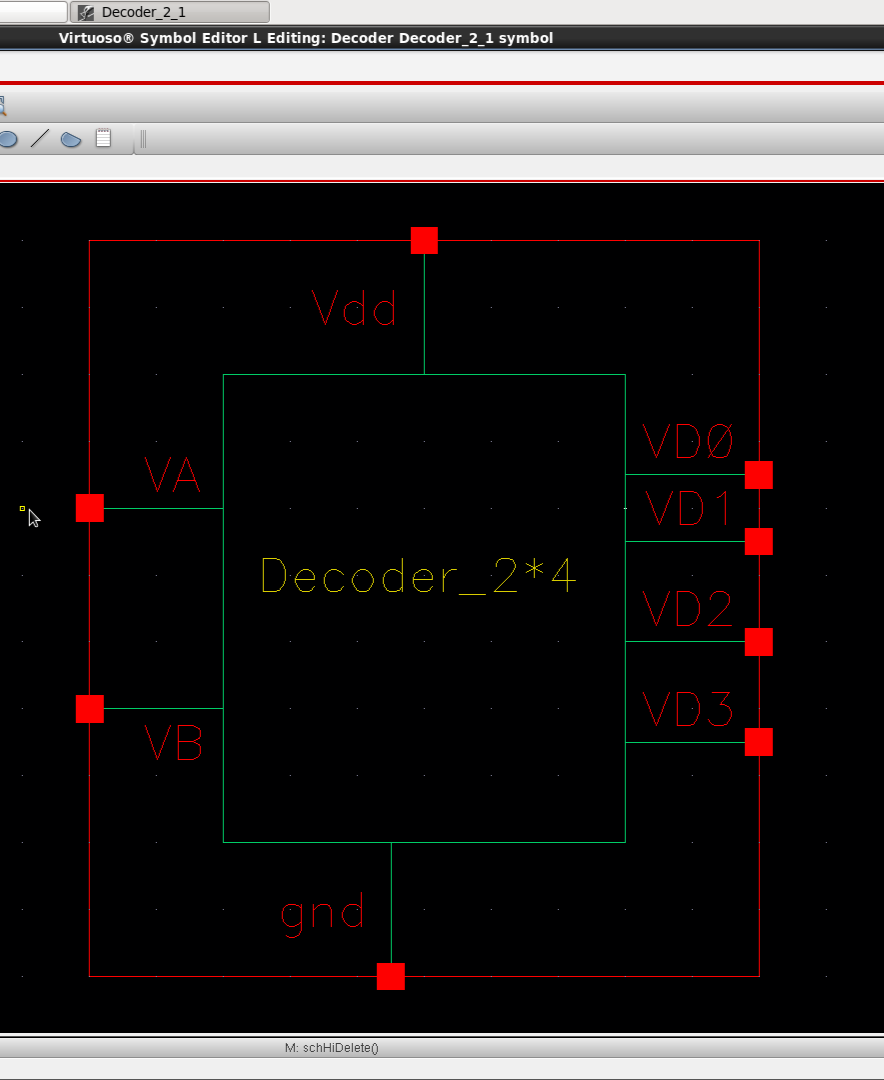 Decoder_2_1
Virtuoso® Symbol Editor L Editing: Decoder Decoder_2_1 symbol
Vdd
VD0
VA
VD1
Decoder_2*4
VD2
VD3
VB
gnd
M: schHiDelete()